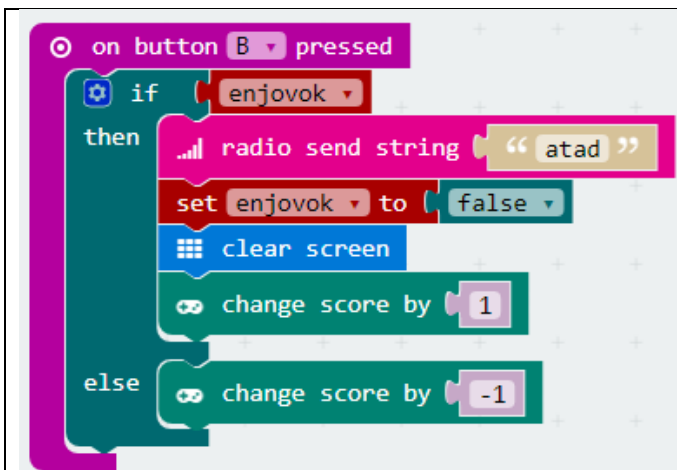 on button B pressed
if enjovok
then
radio send string “ atad ”
set enjovok to false
clear screen
change score by 1
else
change score by -1